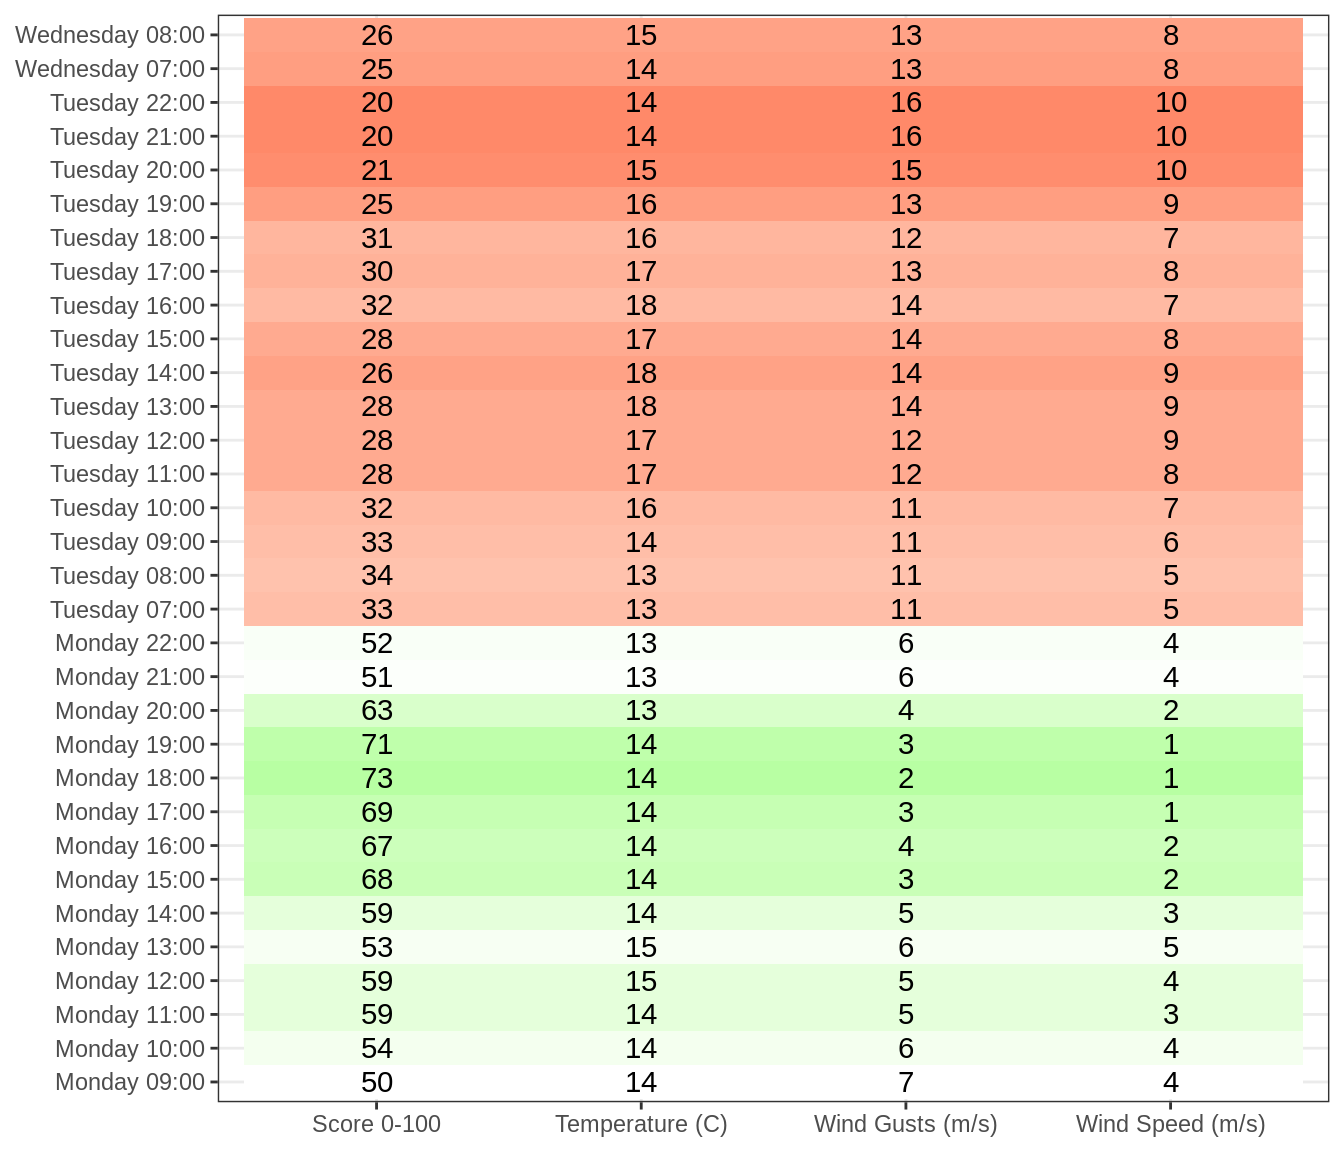 Wednesday 08:00 26 15 13 8
Wednesday 07:00 25 14 13 8
Tuesday 22:00 20 14 16 10
Tuesday 21:00 20 14 16 10
Tuesday 20:00 21 15 15 10
Tuesday 19:00 25 16 13 9
Tuesday 18:00 31 16 12 7
Tuesday 17:00 30 17 13 8
Tuesday 16:00 32 18 14 7
Tuesday 15:00 28 17 14 8
Tuesday 14:00 26 18 14 9
Tuesday 13:00 28 18 14 9
Tuesday 12:00 28 17 12 9
Tuesday 11:00 28 17 12 8
Tuesday 10:00 32 16 11 7
Tuesday 09:00 33 14 11 6
Tuesday 08:00 34 13 11 5
Tuesday 07:00 33 13 11 5
Monday 22:00 52 13 6 4
Monday 21:00 51 13 6 4
Monday 20:00 63 13 4 2
Monday 19:00 71 14 3 1
Monday 18:00 73 14 2 1
Monday 17:00 69 14 3 1
Monday 16:00 67 14 4 2
Monday 15:00 68 14 3 2
Monday 14:00 59 14 5 3
Monday 13:00 53 15 6 5
Monday 12:00 59 15 5 4
Monday 11:00 59 14 5 3
Monday 10:00 54 14 6 4
Monday 09:00 50 14 7 4
Score 0-100 Temperature (C) Wind Gusts (m/s) Wind Speed (m/s)